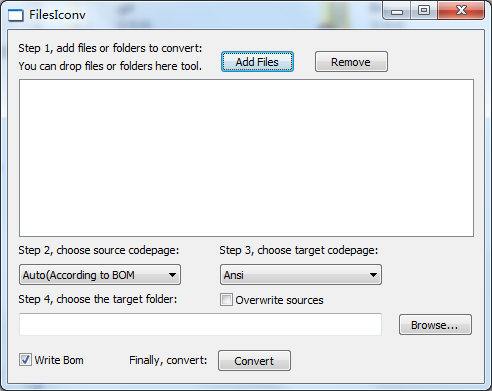 FilesIconv
Step 1, add files or folders to convert:
You can drop files or folders here tool.
Add Files
Remove
Step 2, choose source codepage:
Step 3, choose target codepage:
Auto(According to BOM
Ansi
Step 4, choose the target folder:
Overwrite sources
Browse...
Write Bom
Finally, convert:
Convert